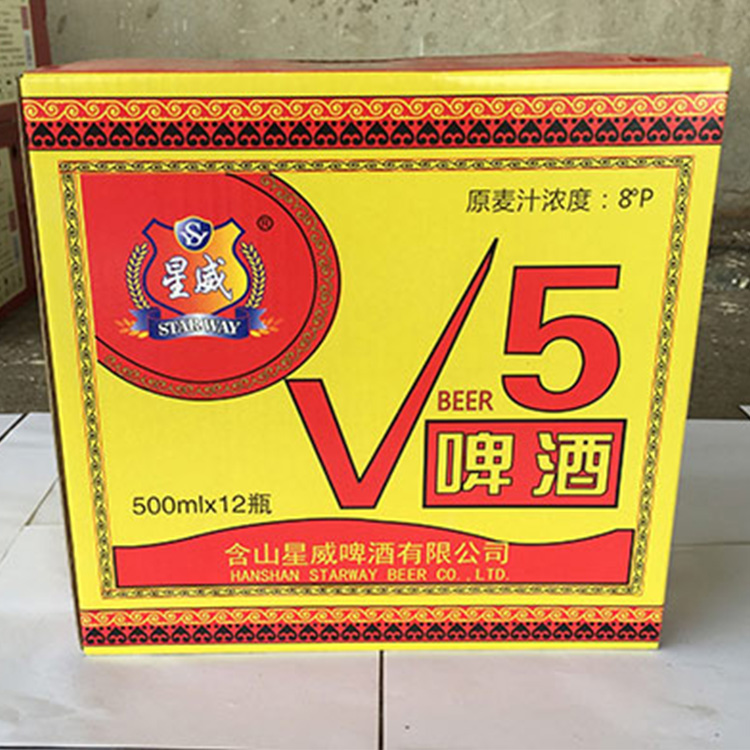 原麦汁浓度：8°P
®
SW
星威
STARWAY
V5
BEER
啤酒
500mlx12瓶
含山星威啤酒有限公司
HANSHAN STARWAY BEER CO.,LTD.